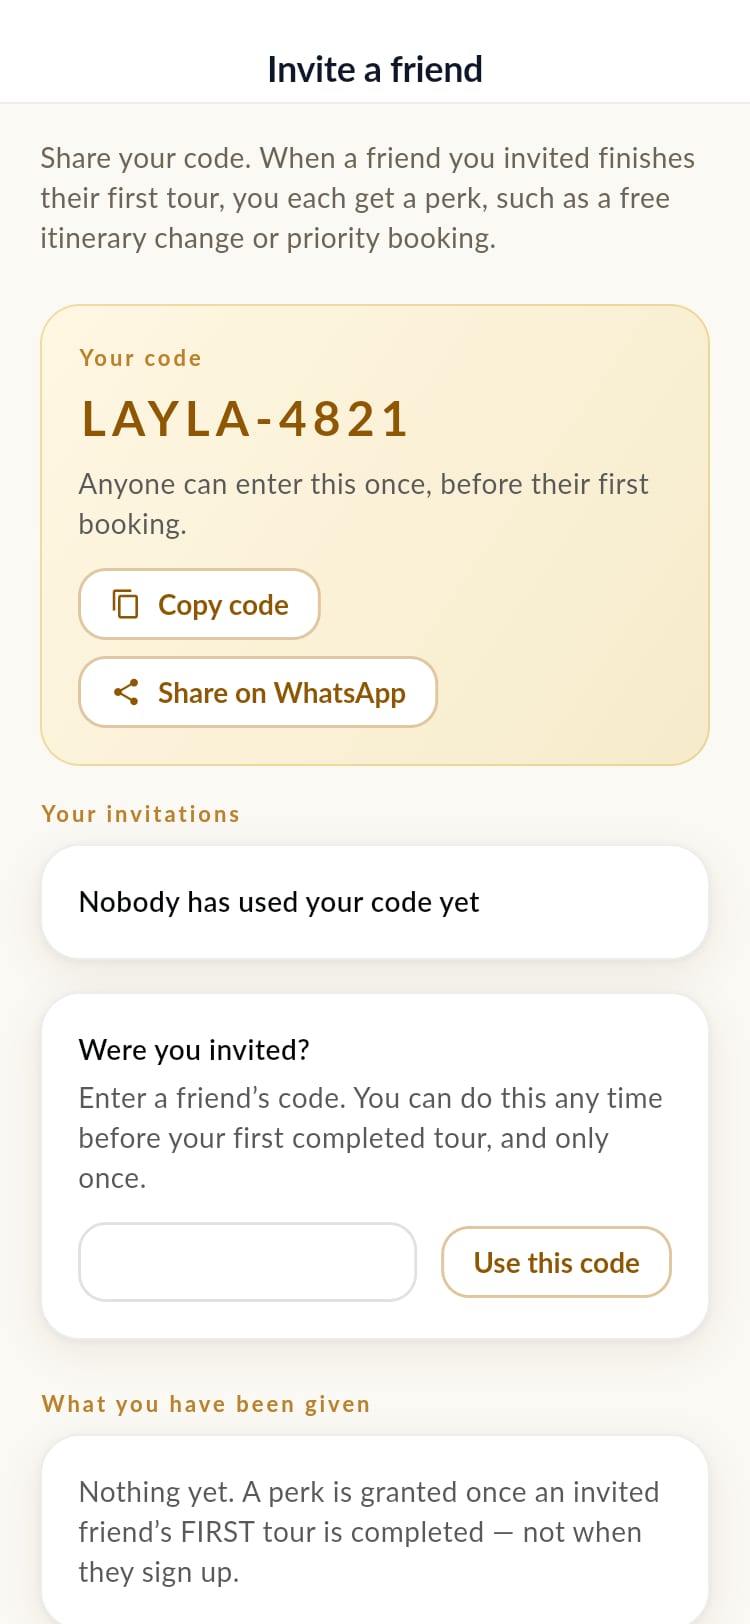 Invite a friend
Share your code. When a friend you invited finishes
their first tour, you each get a perk, such as a free
itinerary change or priority booking.
Your code
LAYLA-4821
Anyone can enter this once, before their first
booking.
Copy code
Share on WhatsApp
Your invitations
Nobody has used your code yet
Were you invited?
Enter a friend’s code. You can do this any time
before your first completed tour, and only
once.
Use this code
What you have been given
Nothing yet. A perk is granted once an invited
friend’s FIRST tour is completed — not when
they sign up.